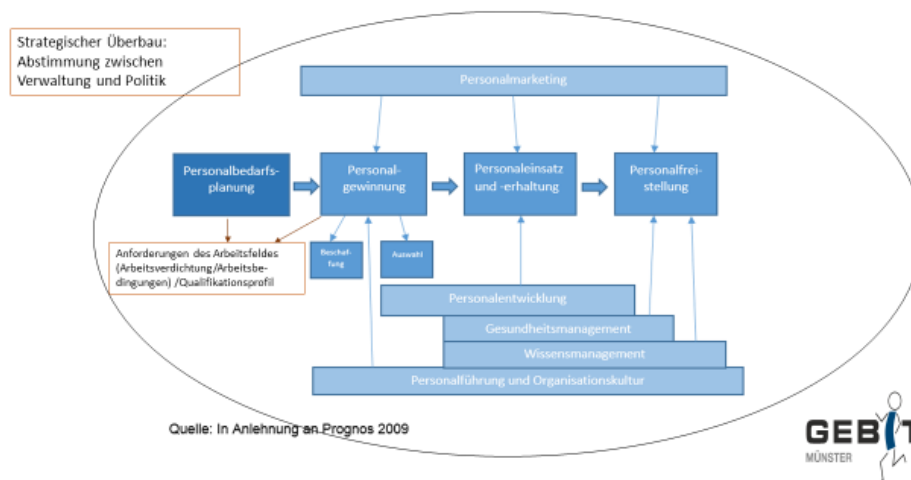 Strategischer Überbau:
Abstimmung zwischen
Verwaltung und Politik
Personalmarketing
Personalbedarfs-
planung
Personal-
gewinnung
Personaleinsatz
und -erhaltung
Personalfrei-
stellung
Anforderungen des Arbeitsfeldes
(Arbeitsverdichtung/Arbeitsbe-
dingungen) /Qualifikationsprofil
Beschaf-
fung
Auswahl
Personalentwicklung
Gesundheitsmanagement
Wissensmanagement
Personalführung und Organisationskultur
Quelle: In Anlehnung an Prognos 2009
GEBIT
MÜNSTER